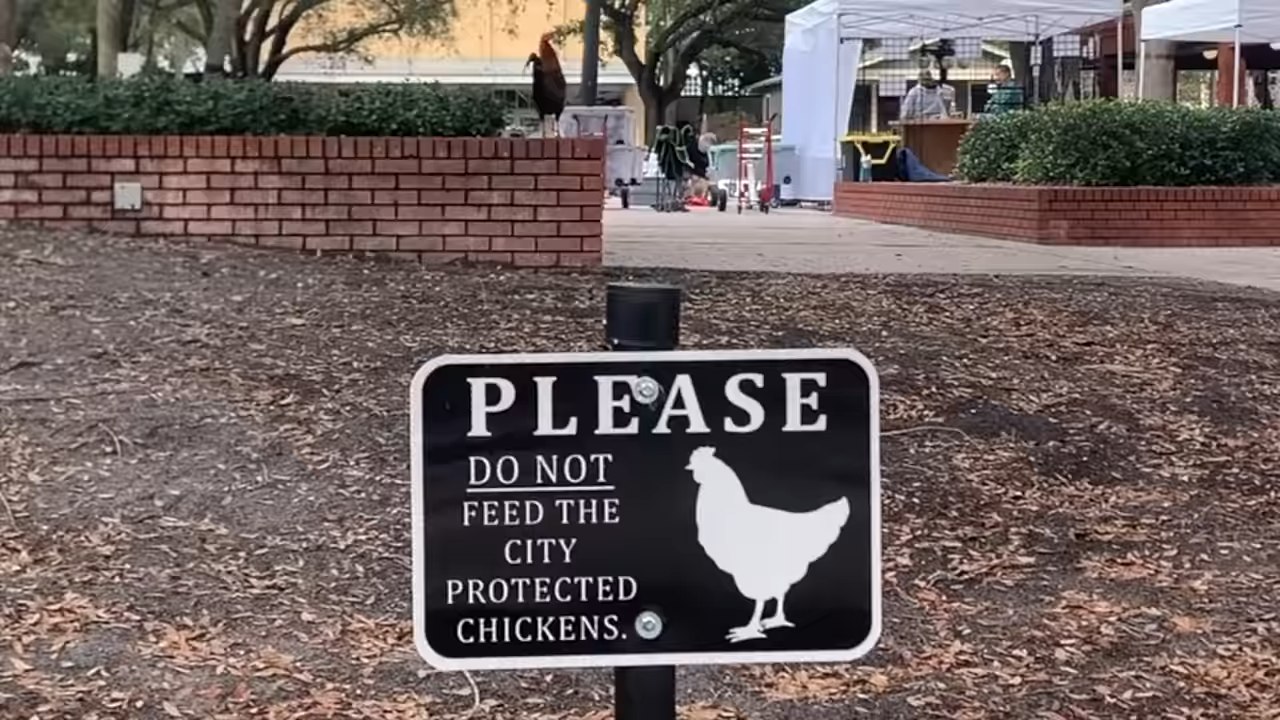 PLEASE
DO NOT
FEED THE
CITY
PROTECTED
CHICKENS.